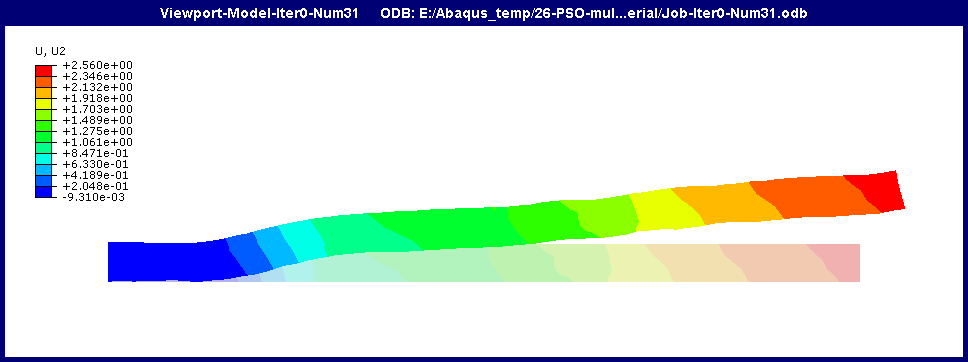 Viewport-Model-Iter0-Num31 ODB: E:/Abaqus_temp/26-PSO-mul...erial/Job-Iter0-Num31.odb
U, U2
+2.560e+00
+2.346e+00
+2.132e+00
+1.918e+00
+1.703e+00
+1.489e+00
+1.275e+00
+1.061e+00
+8.471e-01
+6.330e-01
+4.189e-01
+2.048e-01
-9.310e-03